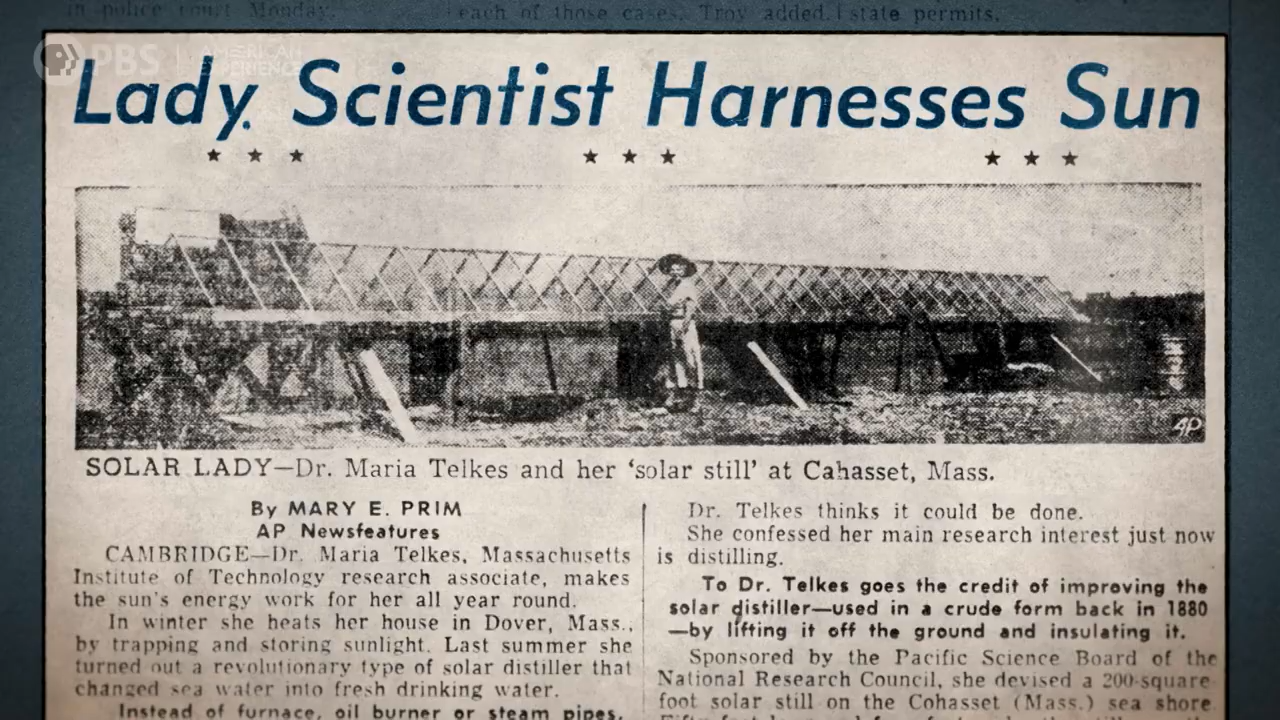 in police court Monday.
each of those cases. Troy added.
state permits.
PBS
AMERICAN EXPERIENCE
Lady Scientist Harnesses Sun
★ ★ ★ ★ ★ ★ ★ ★ ★
AP
SOLAR LADY—Dr. Maria Telkes and her ‘solar still’ at Cahasset, Mass.
By MARY E. PRIM
AP Newsfeatures
CAMBRIDGE—Dr. Maria Telkes, Massachusetts
Institute of Technology research associate, makes
the sun's energy work for her all year round.
In winter she heats her house in Dover, Mass.,
by trapping and storing sunlight. Last summer she
turned out a revolutionary type of solar distiller that
changed sea water into fresh drinking water.
Instead of furnace, oil burner or steam pipes,
Dr. Telkes thinks it could be done.
She confessed her main research interest just now
is distilling.
To Dr. Telkes goes the credit of improving the
solar distiller—used in a crude form back in 1880
—by lifting it off the ground and insulating it.
Sponsored by the Pacific Science Board of the
National Research Council, she devised a 200-square-
foot solar still on the Cohasset (Mass.) sea shore.